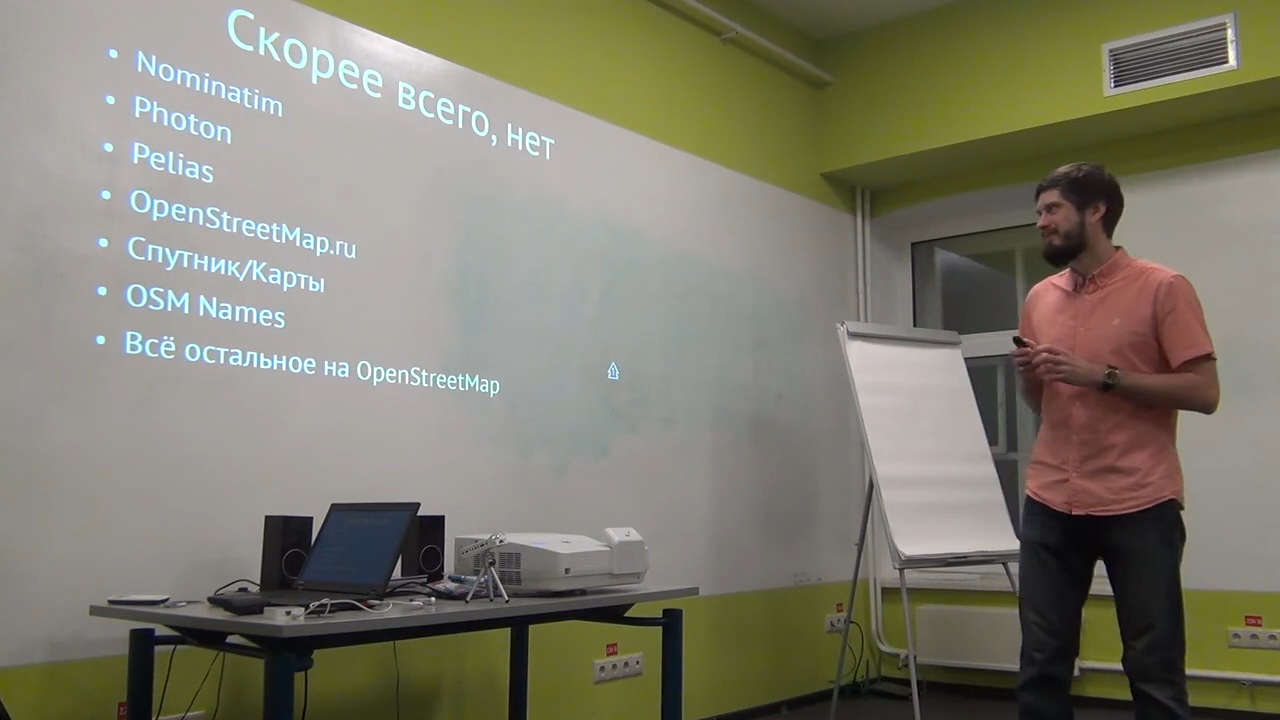 Скорее всего, нет
• Nominatim
• Photon
• Pelias
• OpenStreetMap.ru
• Спутник/Карты
• OSM Names
• Всё остальное на OpenStreetMap